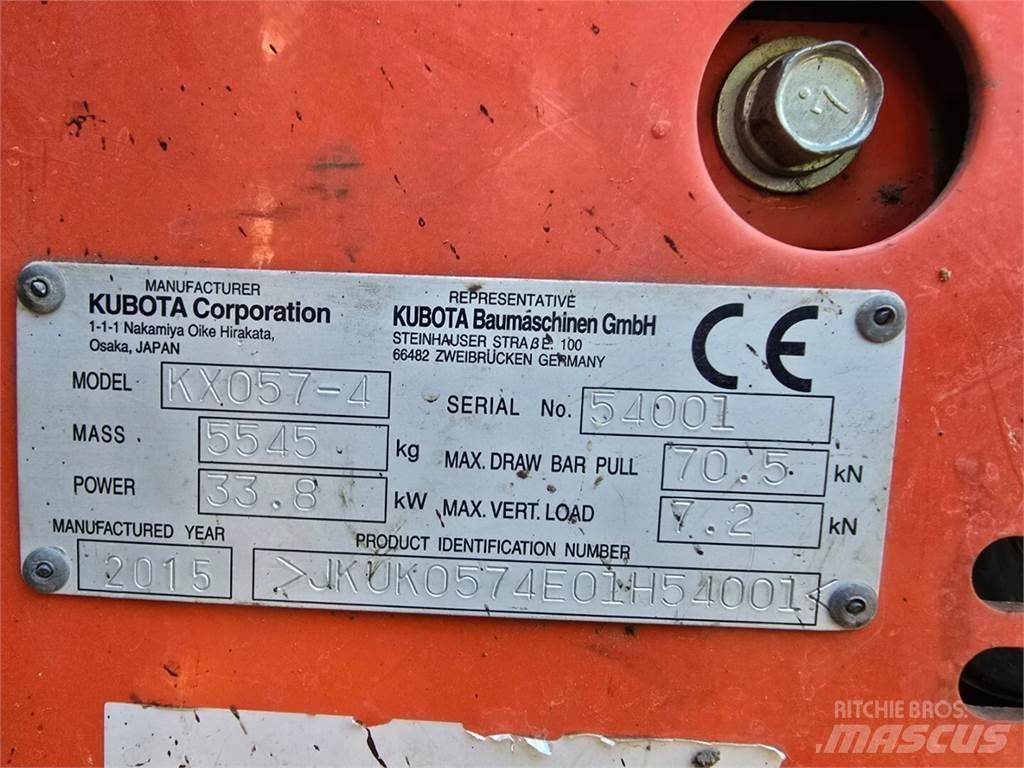 MANUFACTURER
KUBOTA Corporation
1-1-1 Nakamiya Oike Hirakata,
Osaka, JAPAN
REPRESENTATIVE
KUBOTA Baumaschinen GmbH
STEINHAUSER STRAßE 100
66482 ZWEIBRÜCKEN GERMANY
CE
MODEL KX057-4
SERIAL No. 54001
MASS 5545 kg
MAX. DRAW BAR PULL 70.5 kN
POWER 33.8 kW
MAX. VERT. LOAD 7.2 kN
MANUFACTURED YEAR
2015
PRODUCT IDENTIFICATION NUMBER
>JKUK0574E01H54001<
RITCHIE BROS.
MASCUS